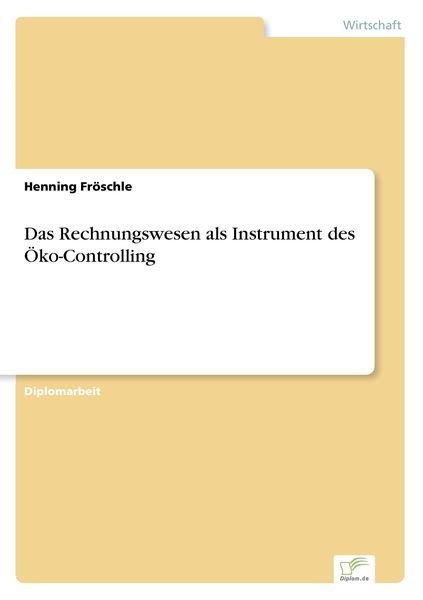 Wirtschaft
Henning Fröschle
Das Rechnungswesen als Instrument des
Öko-Controlling
Diplomarbeit
Diplom.de